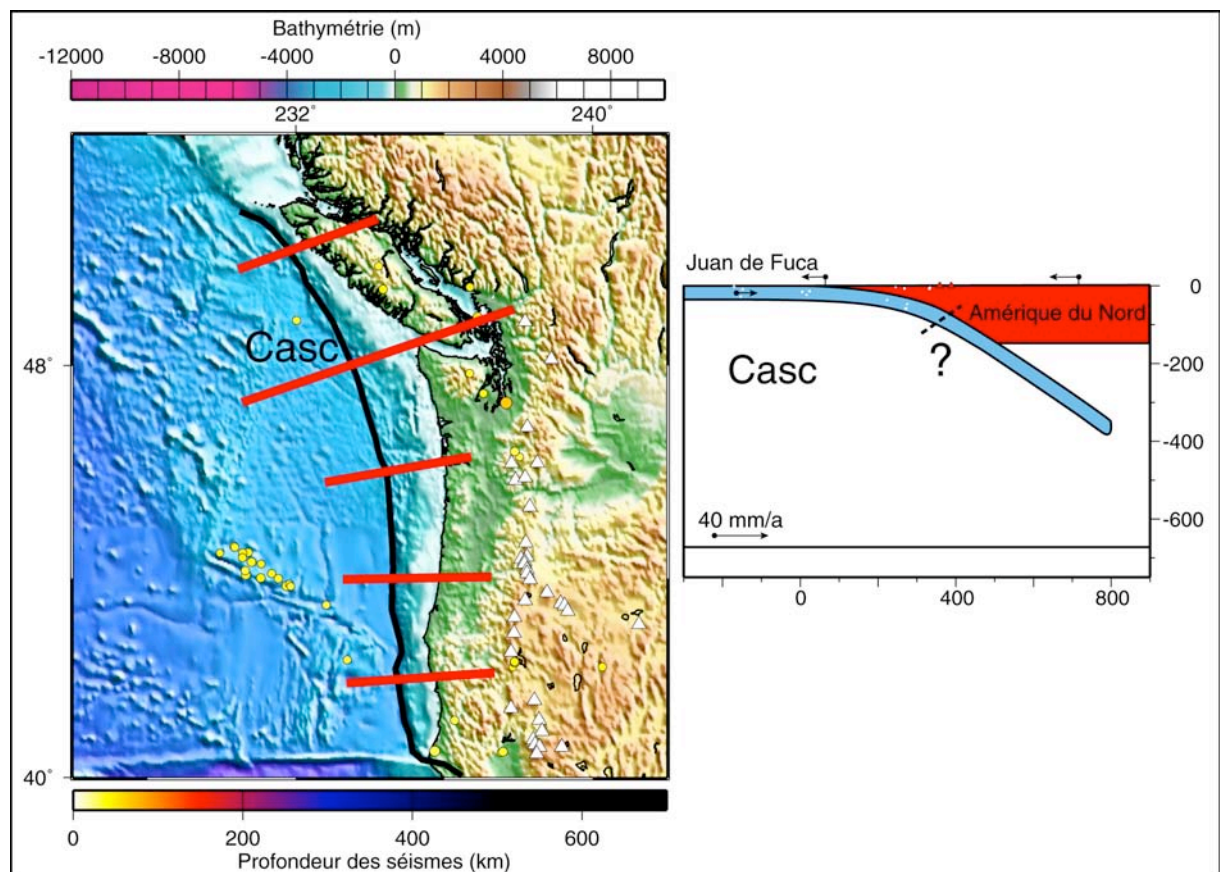 Bathymétrie (m)
-12000 -8000 -4000 0 4000 8000
232° 240°
48°
40°
Casc
0 200 400 600
Profondeur des séismes (km)
Juan de Fuca
Amérique du Nord
?
Casc
40 mm/a
0
-200
-400
-600
0 400 800